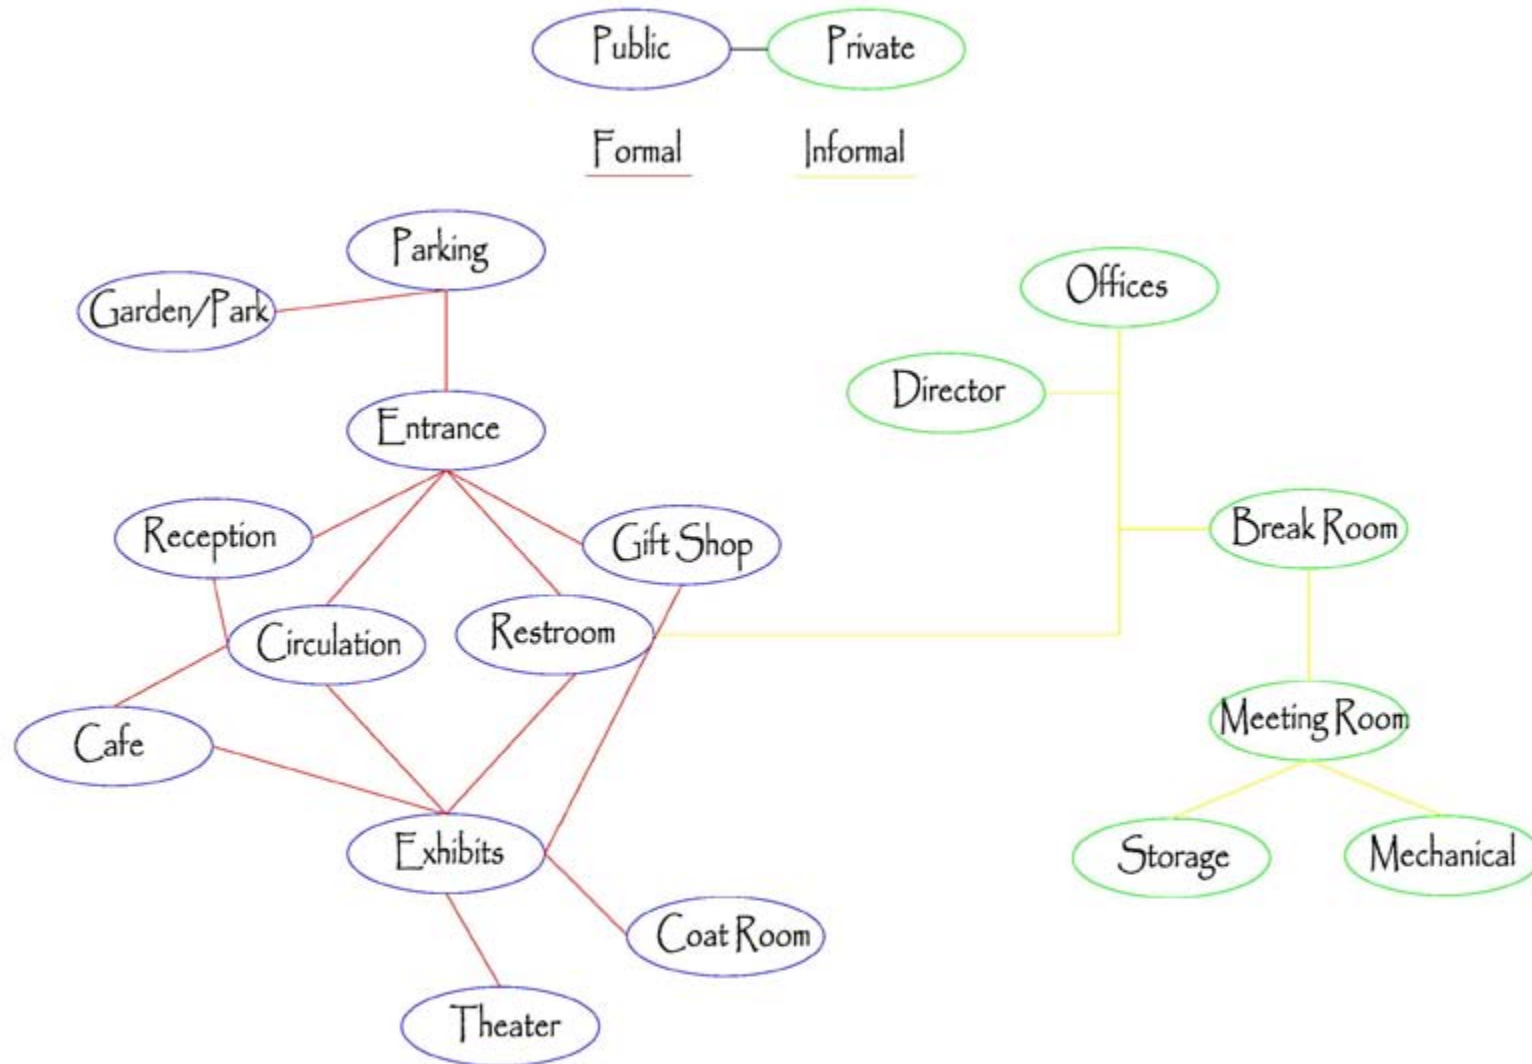 Public
Private
Formal
Informal
Parking
Garden/Park
Offices
Director
Entrance
Reception
Gift Shop
Break Room
Circulation
Restroom
Cafe
Meeting Room
Exhibits
Storage
Mechanical
Coat Room
Theater